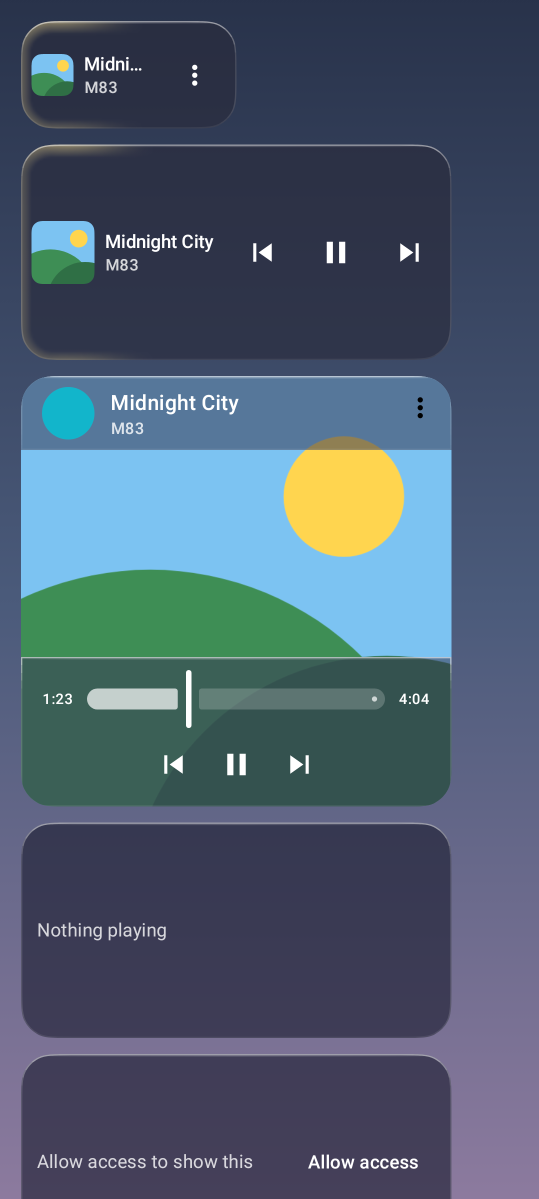 Midni...
M83
Midnight City
M83
Midnight City
M83
1:23 4:04
Nothing playing
Allow access to show this Allow access